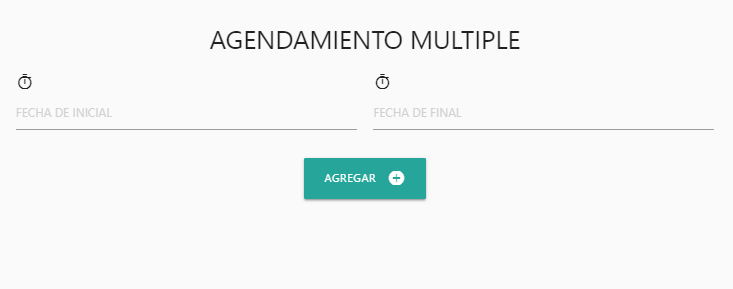 AGENDAMIENTO MULTIPLE
FECHA DE INICIAL
FECHA DE FINAL
AGREGAR